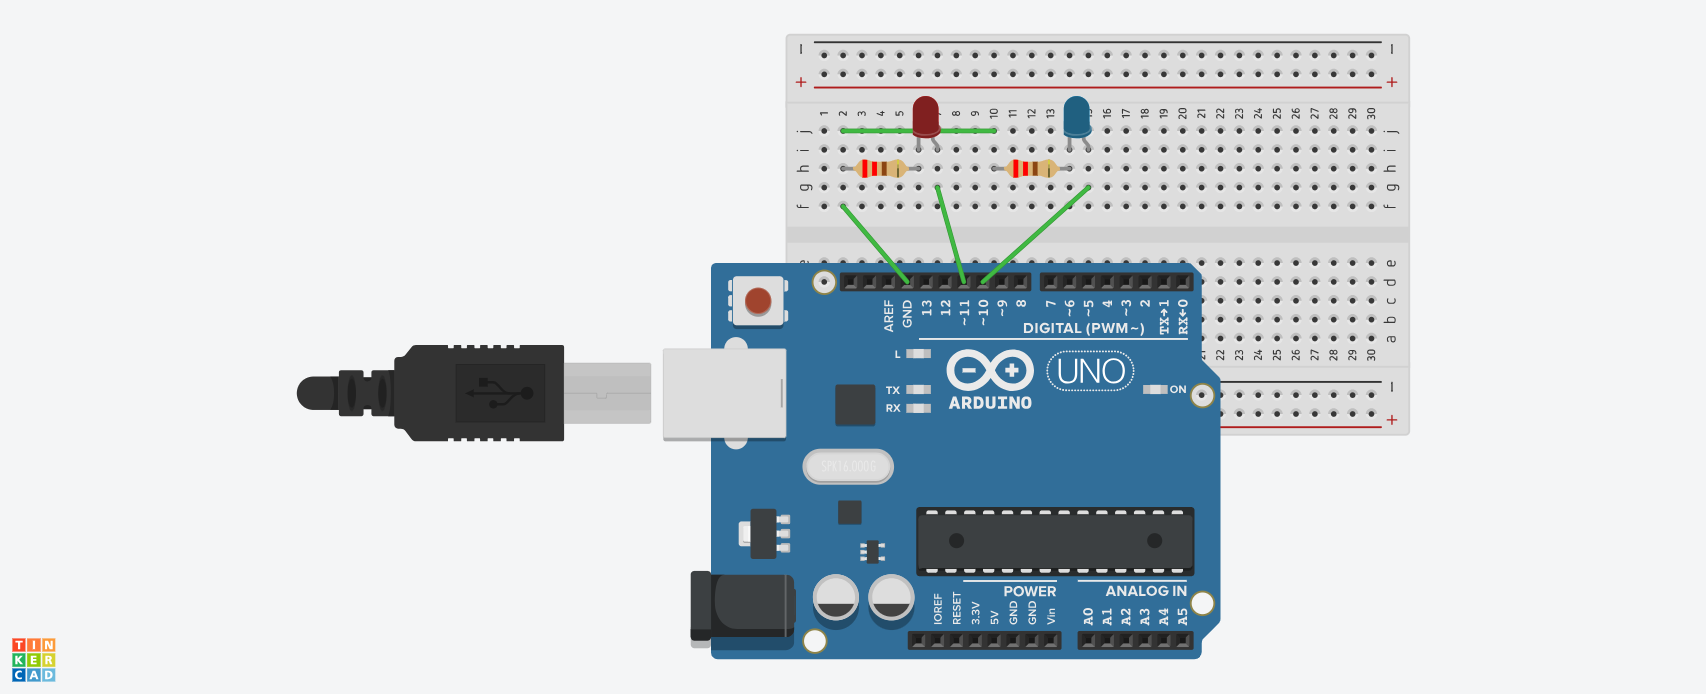 1 2 3 4 5 8 9 10 11 12 13 16 17 18 19 20 21 22 23 24 25 26 27 28 29 30
j j
i i
h h
g g
f f
e
d
c
b
a
22 23 24 25 26 27 28 29 30
AREF GND 13 12 ~11 ~10 ~9 8 7 ~6 ~5 4 ~3 2 TX→1 RX←0
DIGITAL (PWM~)
L
TX
RX
UNO
ARDUINO
ON
SPK16.000G
POWER ANALOG IN
IOREF RESET 3.3V 5V GND GND Vin A0 A1 A2 A3 A4 A5
TIN
KER
CAD